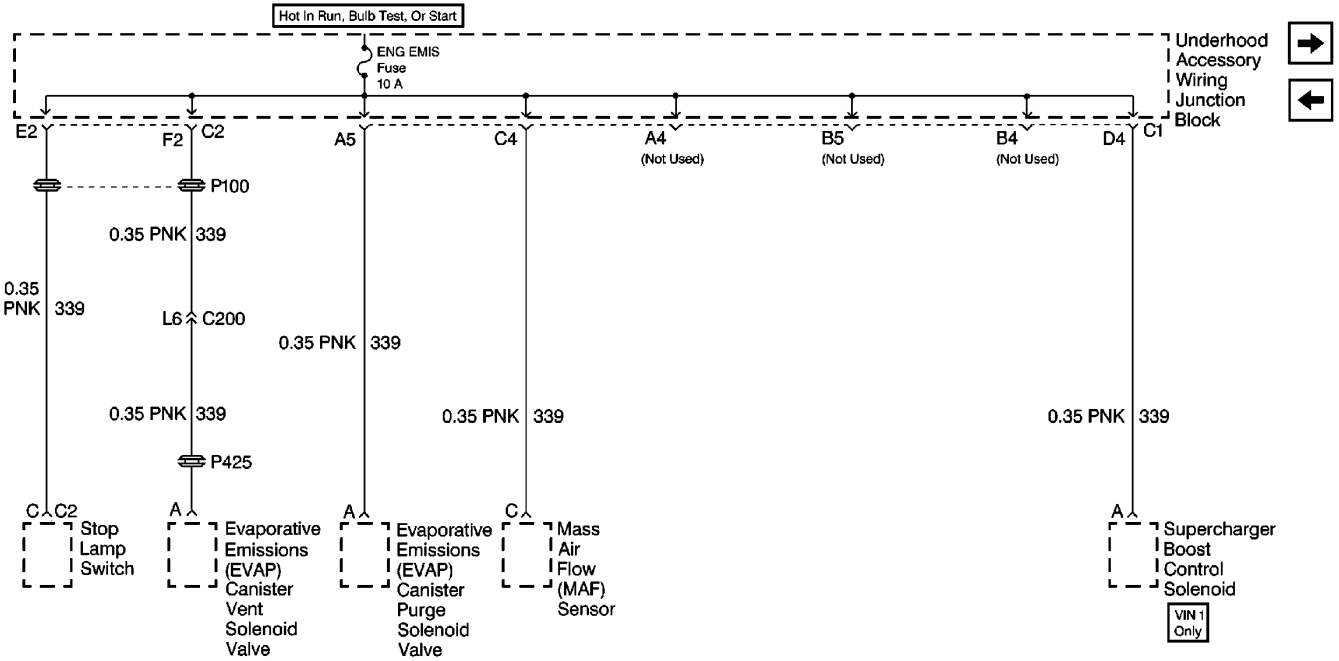 Hot In Run, Bulb Test, Or Start
ENG EMIS
Fuse
10 A
Underhood
Accessory
Wiring
Junction
Block
E2
F2
C2
A5
C4
A4
(Not Used)
B5
(Not Used)
B4
(Not Used)
D4
C1
P100
0.35 PNK
339
0.35
PNK
339
L6
C200
0.35 PNK
339
0.35 PNK
339
0.35 PNK
339
0.35 PNK
339
P425
C
C2
Stop
Lamp
Switch
A
Evaporative
Emissions
(EVAP)
Canister
Vent
Solenoid
Valve
A
Evaporative
Emissions
(EVAP)
Canister
Purge
Solenoid
Valve
C
Mass
Air
Flow
(MAF)
Sensor
A
Supercharger
Boost
Control
Solenoid
VIN 1
Only